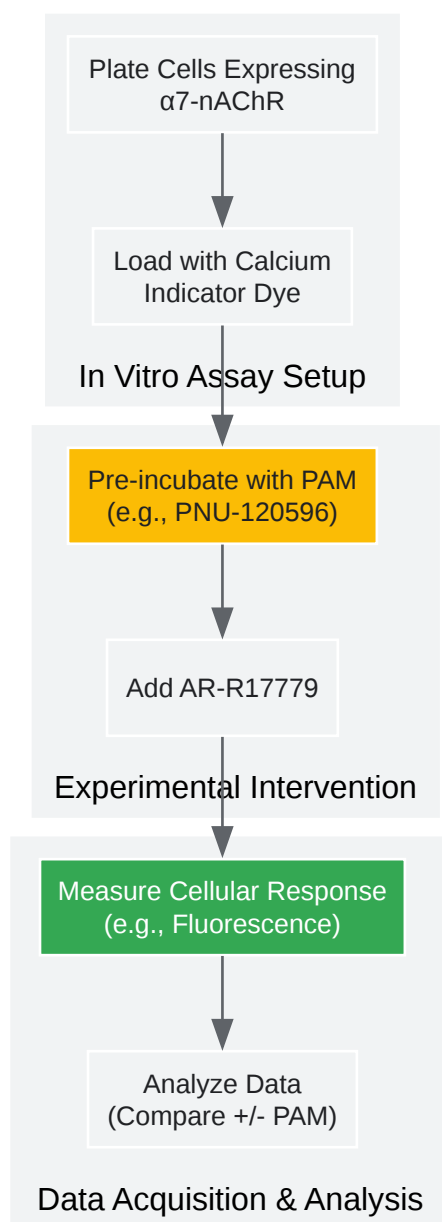 Plate Cells Expressing
α7-nAChR
Load with Calcium
Indicator Dye
In Vitro Assay Setup
Pre-incubate with PAM
(e.g., PNU-120596)
Add AR-R17779
Experimental Intervention
Measure Cellular Response
(e.g., Fluorescence)
Analyze Data
(Compare +/- PAM)
Data Acquisition & Analysis